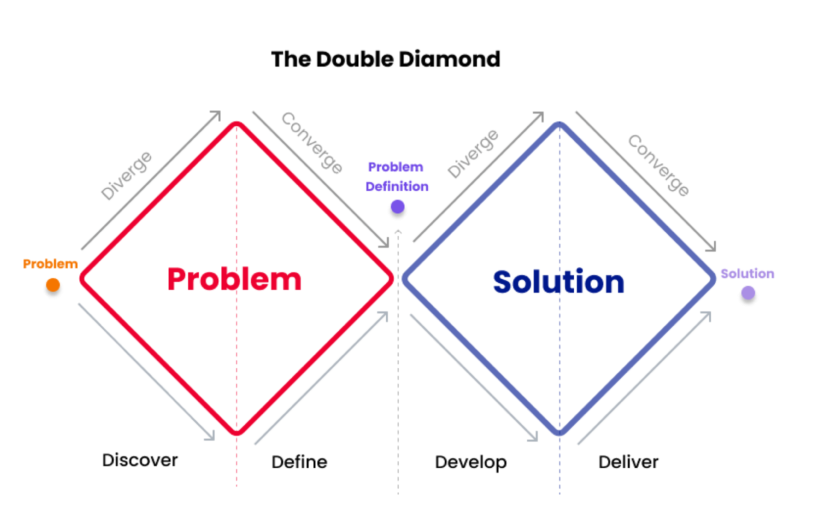 The Double Diamond
Diverge
Converge
Diverge
Converge
Problem
Definition
Problem
Problem
Solution
Solution
Discover
Define
Develop
Deliver